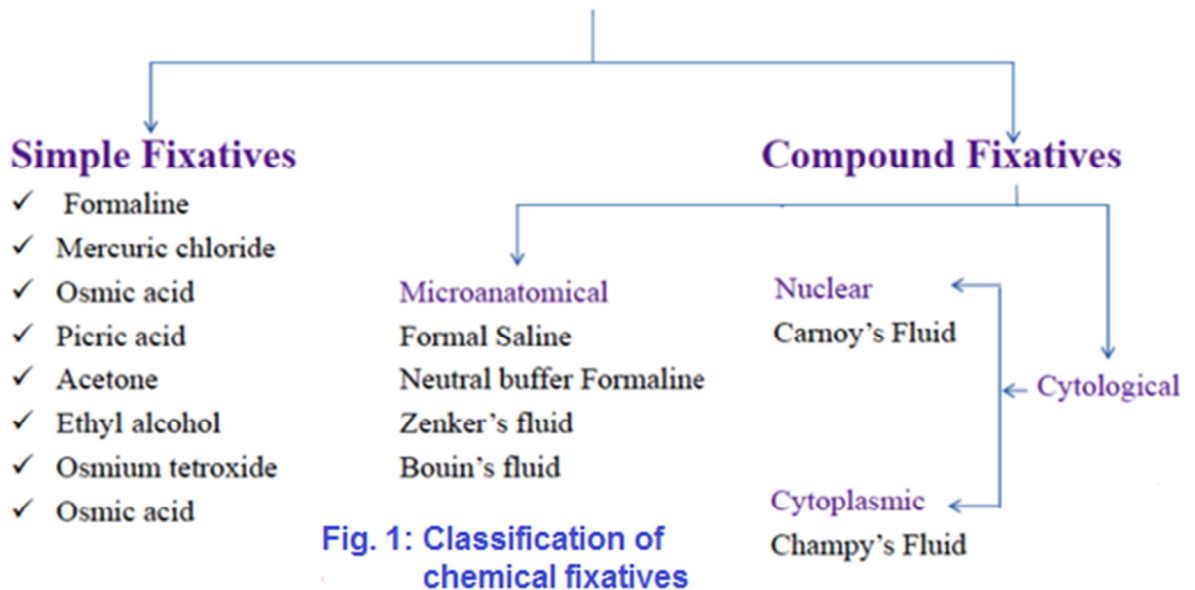 Simple Fixatives
✓ Formaline
✓ Mercuric chloride
✓ Osmic acid
✓ Picric acid
✓ Acetone
✓ Ethyl alcohol
✓ Osmium tetroxide
✓ Osmic acid
Compound Fixatives
Microanatomical
Formal Saline
Neutral buffer Formaline
Zenker's fluid
Bouin's fluid
Cytological
Nuclear
Carnoy's Fluid
Cytoplasmic
Champy's Fluid
Fig. 1: Classification of
chemical fixatives